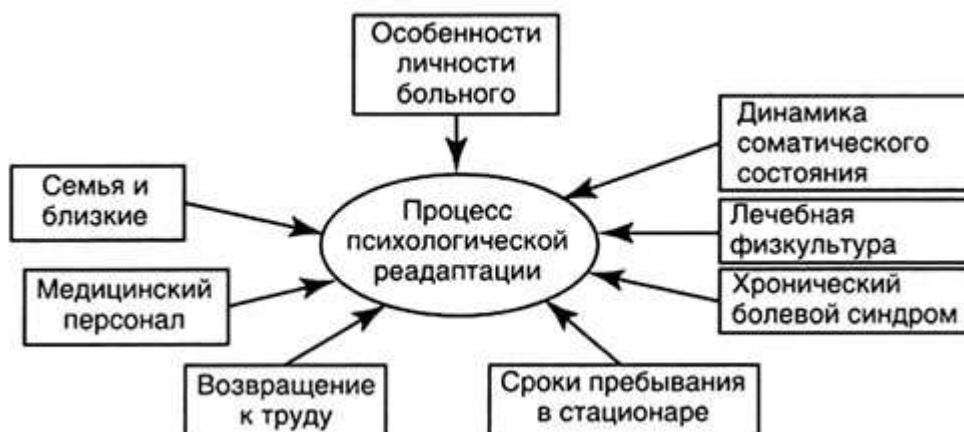 Особенности
личности
больного
Динамика
соматического
состояния
Семья и
близкие
Процесс
психологической
реадаптации
Лечебная
физкультура
Медицинский
персонал
Хронический
болевой синдром
Возвращение
к труду
Сроки пребывания
в стационаре